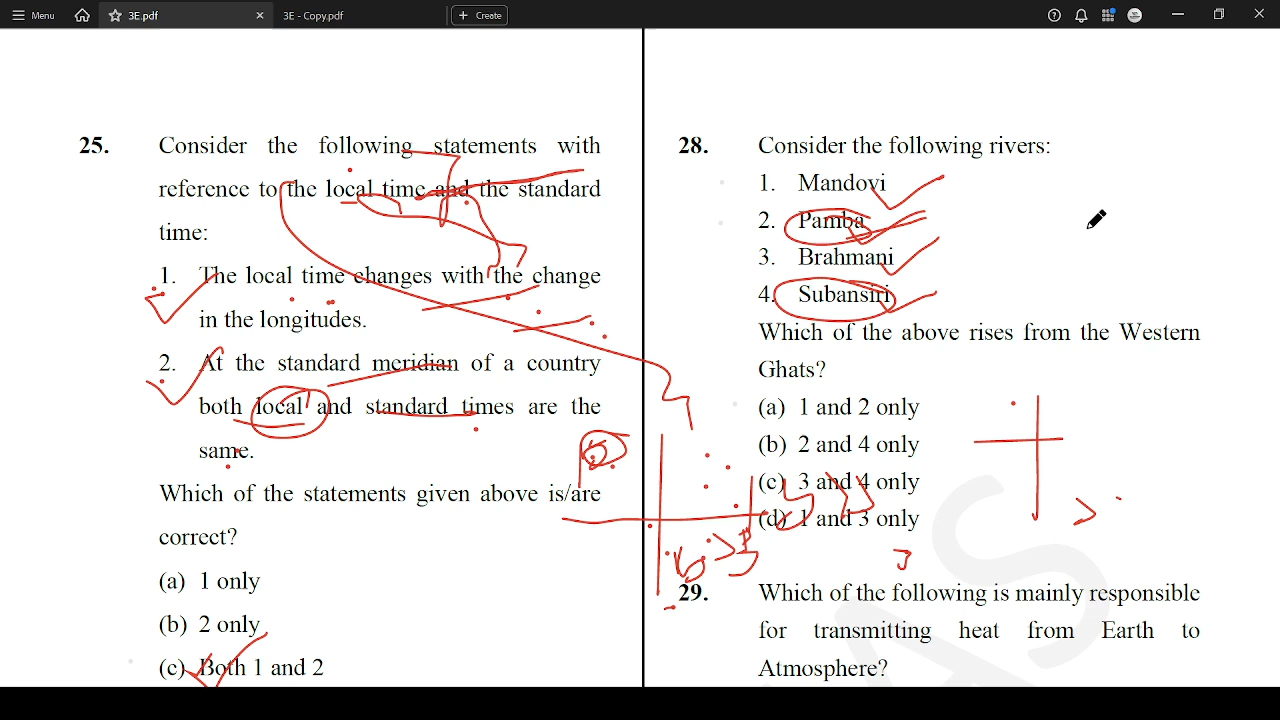 Menu
3E.pdf
3E - Copy.pdf
Create
25. Consider the following statements with
reference to the local time and the standard
time:
1. The local time changes with the change
in the longitudes.
2. At the standard meridian of a country
both local and standard times are the
same.
Which of the statements given above is/are
correct?
(a) 1 only
(b) 2 only
(c) Both 1 and 2
28. Consider the following rivers:
1. Mandovi
2. Pamba
3. Brahmani
4. Subansiri
Which of the above rises from the Western
Ghats?
(a) 1 and 2 only
(b) 2 and 4 only
(c) 3 and 4 only
(d) 1 and 3 only
29. Which of the following is mainly responsible
for transmitting heat from Earth to
Atmosphere?